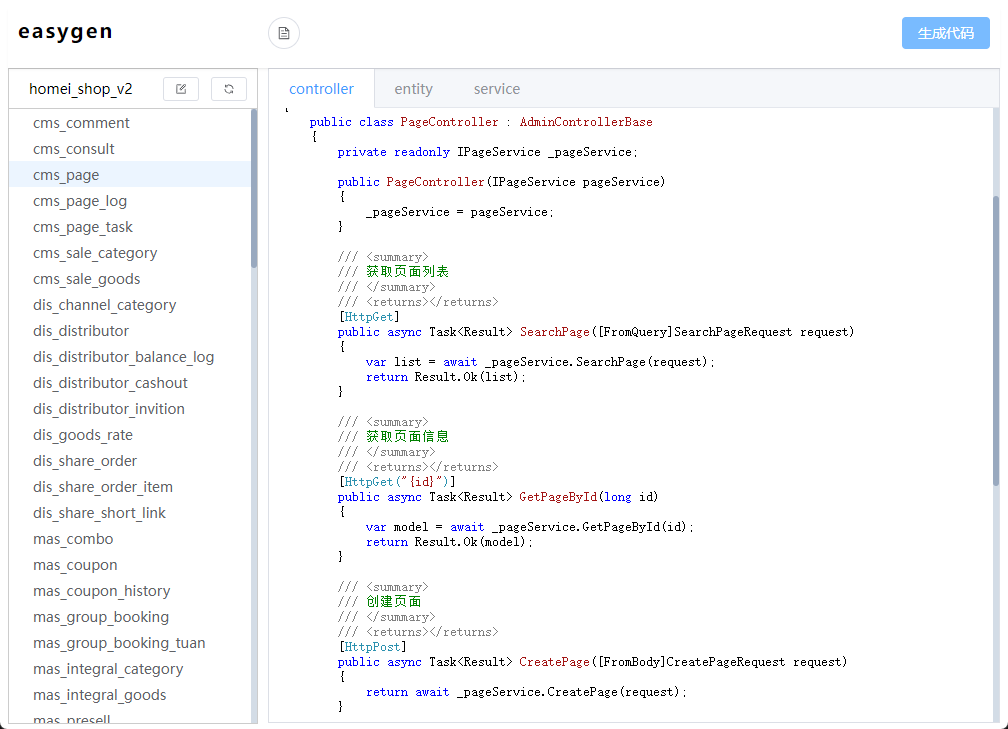 easygen
生成代码
homei_shop_v2
cms_comment
cms_consult
cms_page
cms_page_log
cms_page_task
cms_sale_category
cms_sale_goods
dis_channel_category
dis_distributor
dis_distributor_balance_log
dis_distributor_cashout
dis_distributor_invition
dis_goods_rate
dis_share_order
dis_share_order_item
dis_share_short_link
mas_combo
mas_coupon
mas_coupon_history
mas_group_booking
mas_group_booking_tuan
mas_integral_category
mas_integral_goods
mas_presell
controller entity service
public class PageController : AdminControllerBase
{
private readonly IPageService _pageService;
public PageController(IPageService pageService)
{
_pageService = pageService;
}
/// <summary>
/// 获取页面列表
/// </summary>
/// <returns></returns>
[HttpGet]
public async Task<Result> SearchPage([FromQuery]SearchPageRequest request)
{
var list = await _pageService.SearchPage(request);
return Result.Ok(list);
}
/// <summary>
/// 获取页面信息
/// </summary>
/// <returns></returns>
[HttpGet("{id}")]
public async Task<Result> GetPageById(long id)
{
var model = await _pageService.GetPageById(id);
return Result.Ok(model);
}
/// <summary>
/// 创建页面
/// </summary>
/// <returns></returns>
[HttpPost]
public async Task<Result> CreatePage([FromBody]CreatePageRequest request)
{
return await _pageService.CreatePage(request);
}